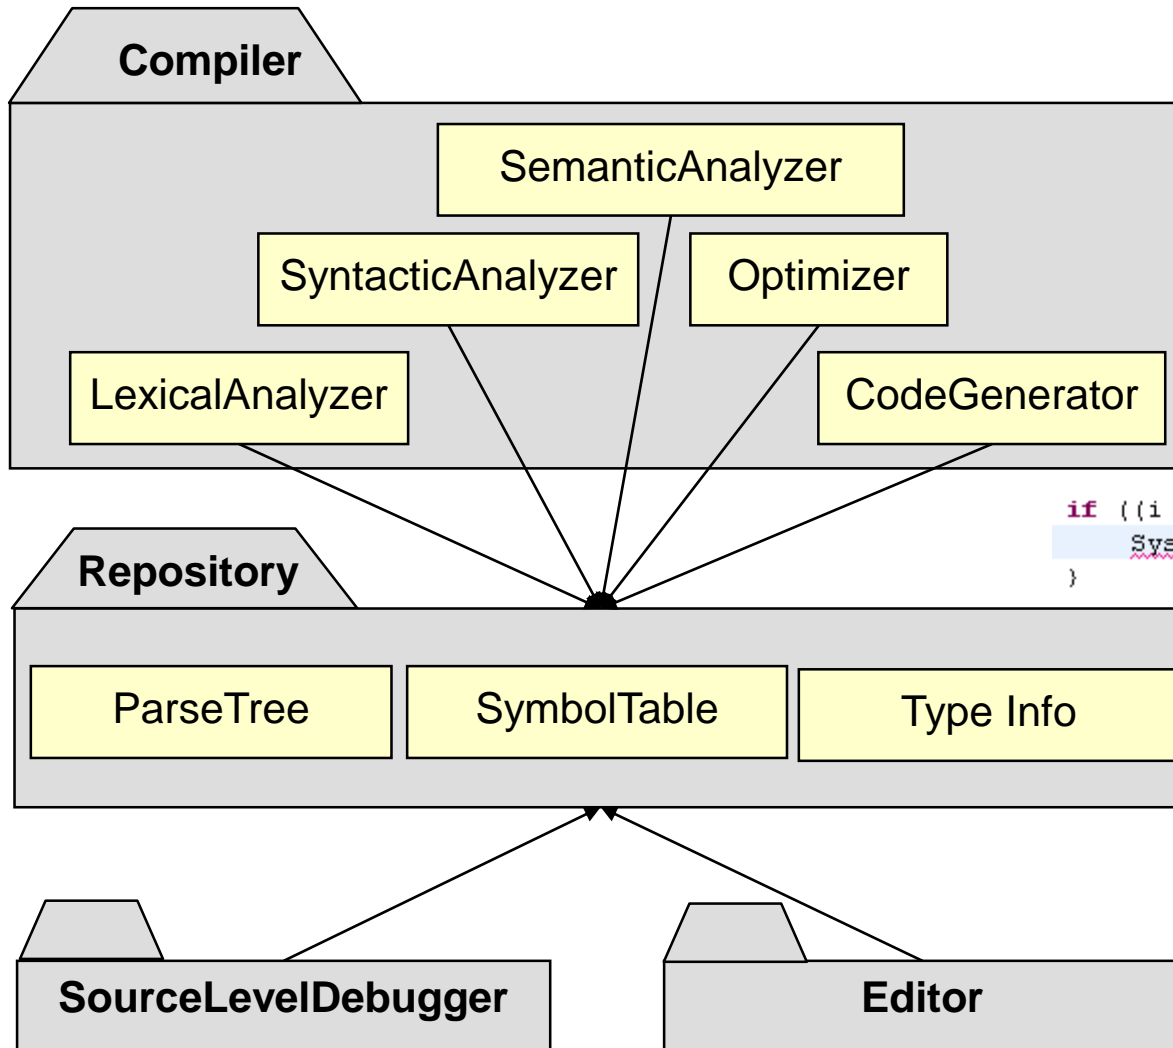 Compiler
SemanticAnalyzer
SyntacticAnalyzer
Optimizer
LexicalAnalyzer
CodeGenerator
if ((i
Sys
}
Repository
ParseTree
SymbolTable
Type Info
SourceLevelDebugger
Editor